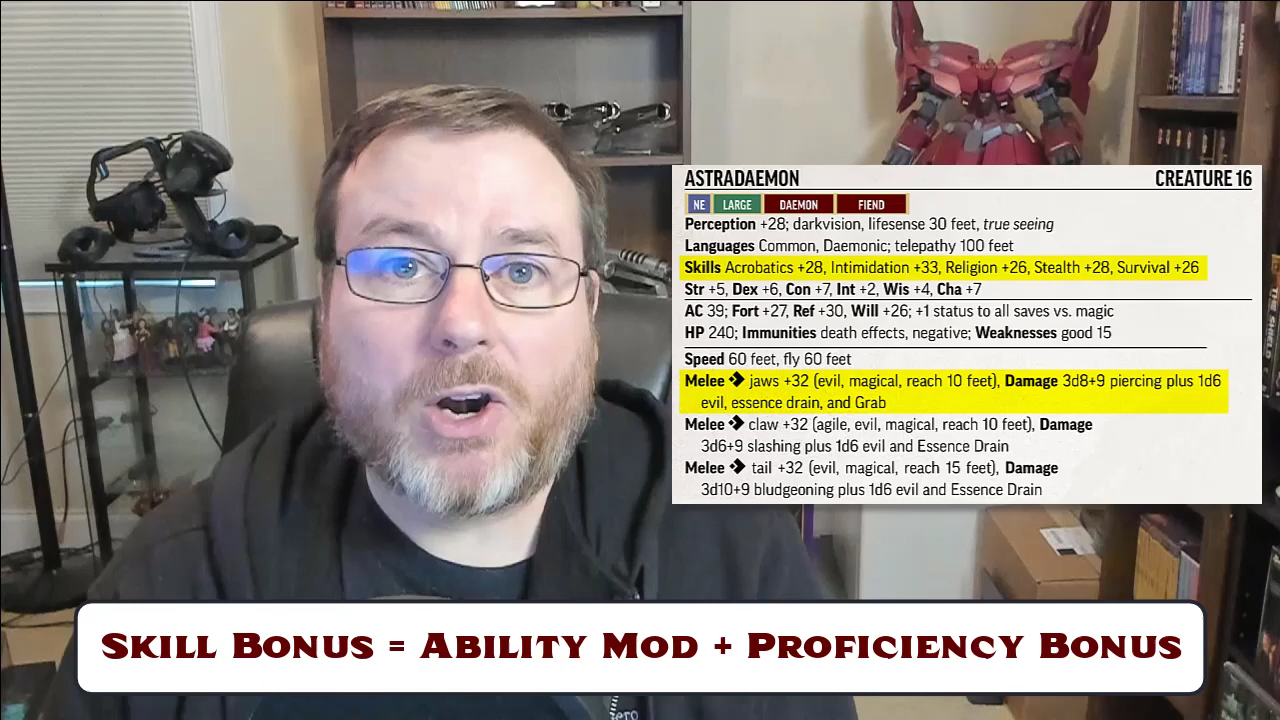 ASTRADAEMON CREATURE 16
NE LARGE DAEMON FIEND
Perception +28; darkvision, lifesense 30 feet, true seeing
Languages Common, Daemonic; telepathy 100 feet
Skills Acrobatics +28, Intimidation +33, Religion +26, Stealth +28, Survival +26
Str +5, Dex +6, Con +7, Int +2, Wis +4, Cha +7
AC 39; Fort +27, Ref +30, Will +26; +1 status to all saves vs. magic
HP 240; Immunities death effects, negative; Weaknesses good 15
Speed 60 feet, fly 60 feet
Melee jaws +32 (evil, magical, reach 10 feet), Damage 3d8+9 piercing plus 1d6
evil, essence drain, and Grab
Melee claw +32 (agile, evil, magical, reach 10 feet), Damage
3d6+9 slashing plus 1d6 evil and Essence Drain
Melee tail +32 (evil, magical, reach 15 feet), Damage
3d10+9 bludgeoning plus 1d6 evil and Essence Drain
THE SHIELD
SKILL BONUS = ABILITY MOD + PROFICIENCY BONUS